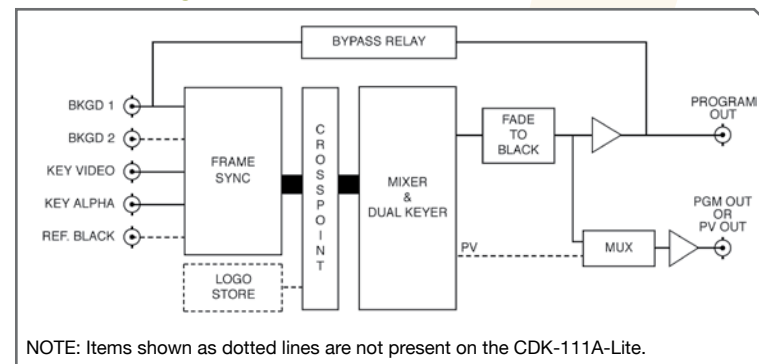 BYPASS RELAY
BKGD 1
BKGD 2
KEY VIDEO
KEY ALPHA
REF. BLACK
FRAME
SYNC
LOGO
STORE
CROSSPOINT
MIXER
&
DUAL KEYER
PV
FADE
TO
BLACK
MUX
PROGRAM
OUT
PGM OUT
OR
PV OUT
NOTE: Items shown as dotted lines are not present on the CDK-111A-Lite.